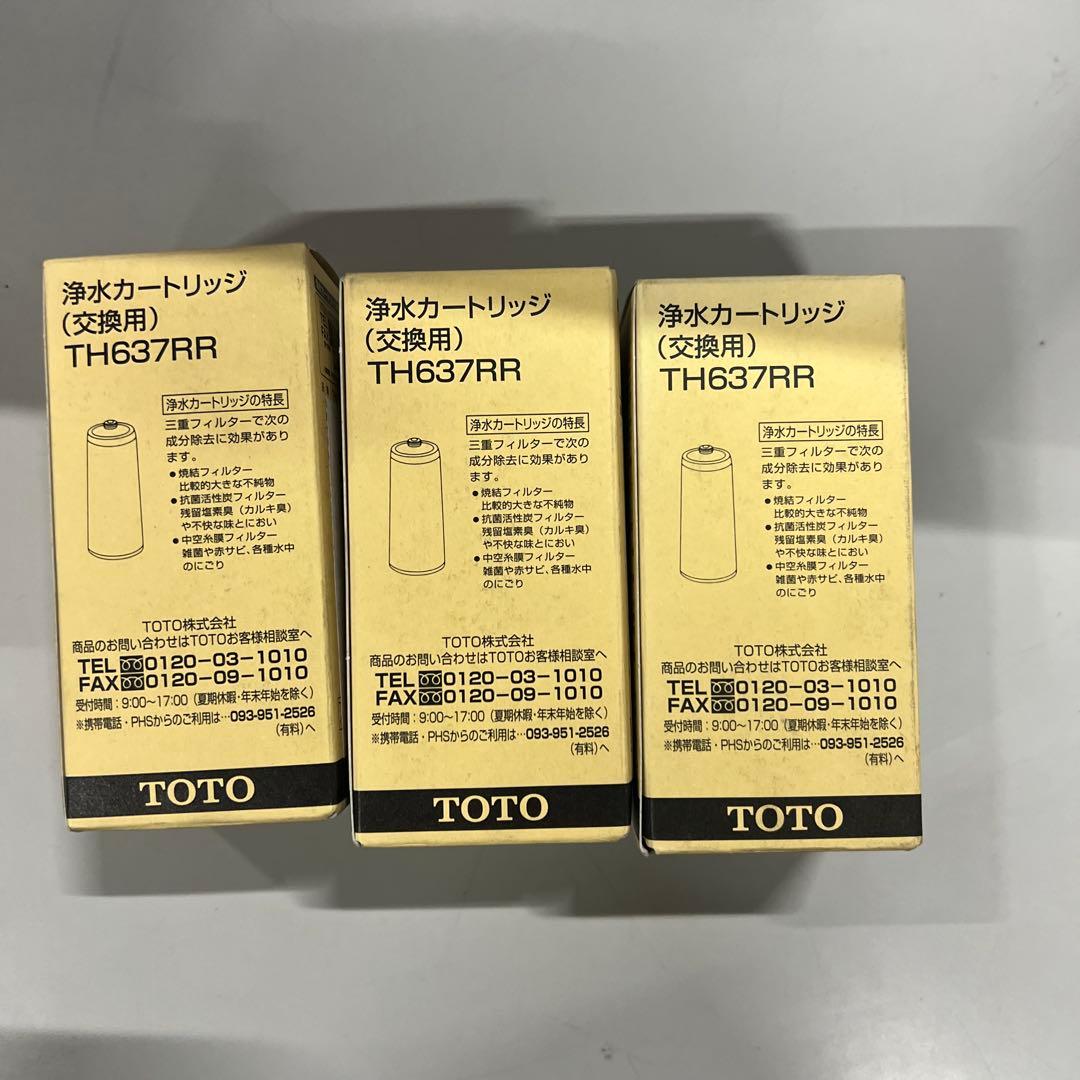 浄水カートリッジ
(交換用)
TH637RR
浄水カートリッジの特長
三重フィルターで次の
成分除去に効果があり
ます。
●焼結フィルター
比較的大きな不純物
●抗菌活性炭フィルター
残留塩素臭（カルキ臭）
や不快な味とにおい
●中空糸膜フィルター
雑菌や赤サビ、各種水中
のにごり
TOTO株式会社
商品のお問い合わせはTOTOお客様相談室へ
TEL 0120-03-1010
FAX 0120-09-1010
受付時間：9:00～17:00（夏期休暇・年末年始を除く）
※携帯電話・PHSからのご利用は…093-951-2526
（有料）へ
TOTO
浄水カートリッジ
(交換用)
TH637RR
浄水カートリッジの特長
三重フィルターで次の
成分除去に効果があり
ます。
●焼結フィルター
比較的大きな不純物
●抗菌活性炭フィルター
残留塩素臭（カルキ臭）
や不快な味とにおい
●中空糸膜フィルター
雑菌や赤サビ、各種水中
のにごり
TOTO株式会社
商品のお問い合わせはTOTOお客様相談室へ
TEL 0120-03-1010
FAX 0120-09-1010
受付時間：9:00～17:00（夏期休暇・年末年始を除く）
※携帯電話・PHSからのご利用は…093-951-2526
（有料）へ
TOTO
浄水カートリッジ
(交換用)
TH637RR
浄水カートリッジの特長
三重フィルターで次の
成分除去に効果があり
ます。
●焼結フィルター
比較的大きな不純物
●抗菌活性炭フィルター
残留塩素臭（カルキ臭）
や不快な味とにおい
●中空糸膜フィルター
雑菌や赤サビ、各種水中
のにごり
TOTO株式会社
商品のお問い合わせはTOTOお客様相談室へ
TEL 0120-03-1010
FAX 0120-09-1010
受付時間：9:00～17:00（夏期休暇・年末年始を除く）
※携帯電話・PHSからのご利用は…093-951-2526
（有料）へ
TOTO